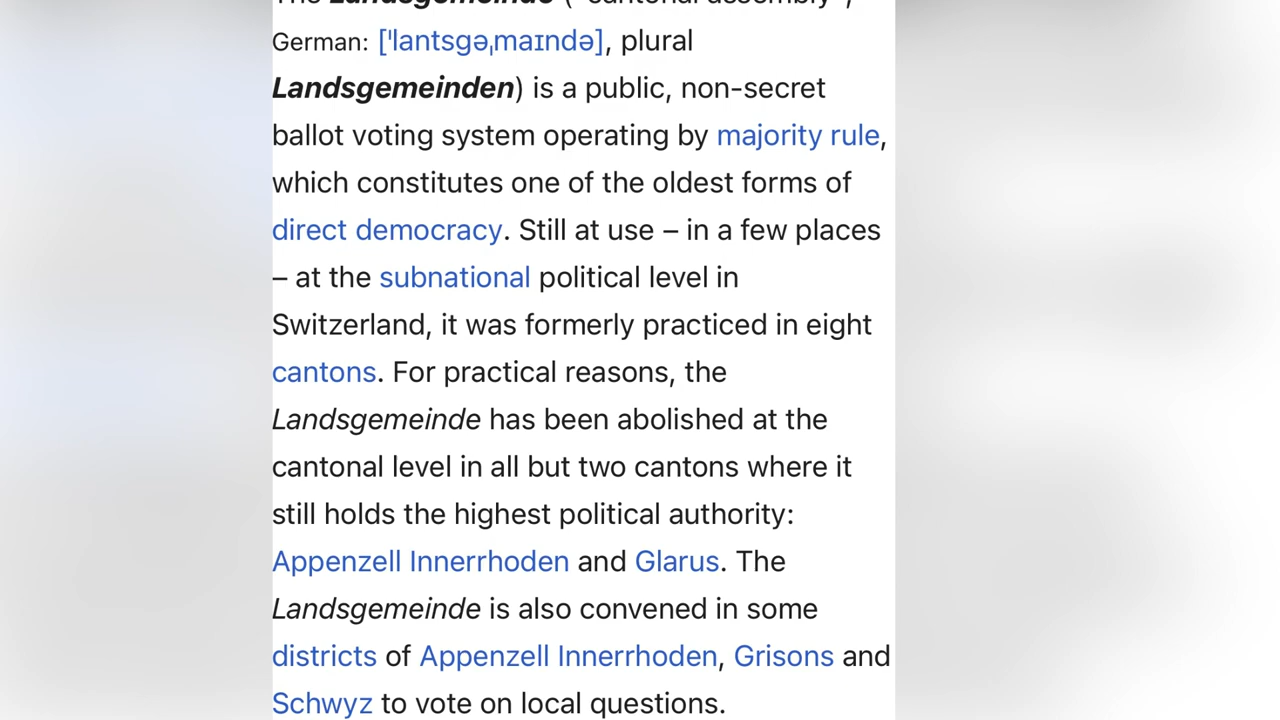 The Landsgemeinde ("cantonal assembly";
German: [ˈlantsɡəˌmaɪndə], plural
Landsgemeinden) is a public, non-secret
ballot voting system operating by majority rule,
which constitutes one of the oldest forms of
direct democracy. Still at use – in a few places
– at the subnational political level in
Switzerland, it was formerly practiced in eight
cantons. For practical reasons, the
Landsgemeinde has been abolished at the
cantonal level in all but two cantons where it
still holds the highest political authority:
Appenzell Innerrhoden and Glarus. The
Landsgemeinde is also convened in some
districts of Appenzell Innerrhoden, Grisons and
Schwyz to vote on local questions.